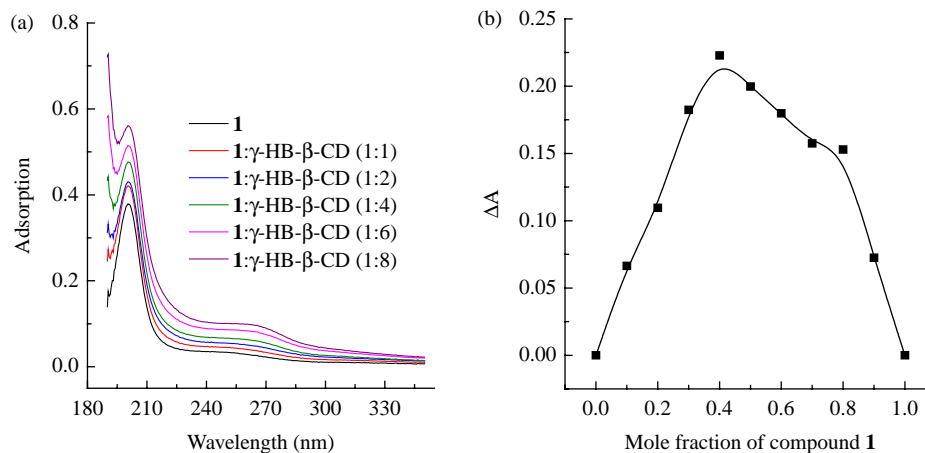 (a)
0.8
0.6
0.4
0.2
0.0
Adsorption
180 210 240 270 300 330
Wavelength (nm)
1
1:γ-HB-β-CD (1:1)
1:γ-HB-β-CD (1:2)
1:γ-HB-β-CD (1:4)
1:γ-HB-β-CD (1:6)
1:γ-HB-β-CD (1:8)
(b)
0.25
0.20
0.15
0.10
0.05
0.00
ΔA
0.0 0.2 0.4 0.6 0.8 1.0
Mole fraction of compound 1